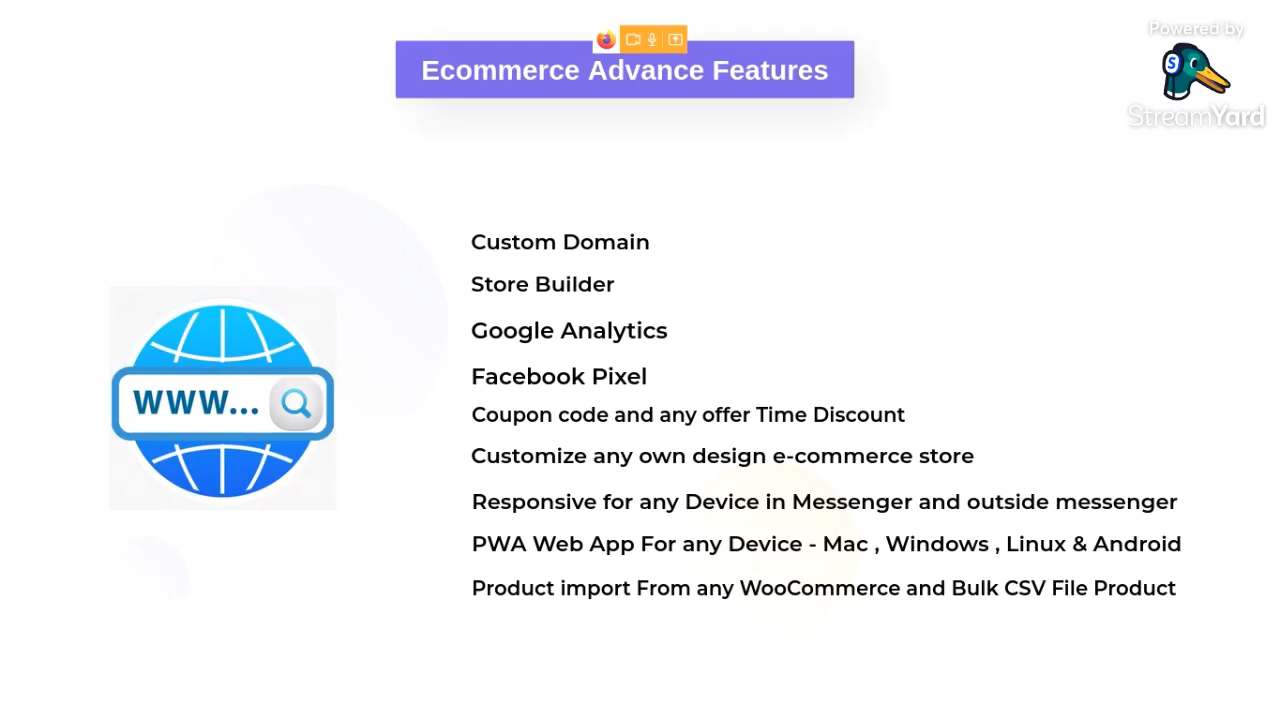 Powered by
Ecommerce Advance Features
S
StreamYard
Custom Domain
Store Builder
Google Analytics
Facebook Pixel
WWW...
Coupon code and any offer Time Discount
Customize any own design e-commerce store
Responsive for any Device in Messenger and outside messenger
PWA Web App For any Device - Mac , Windows , Linux & Android
Product import From any WooCommerce and Bulk CSV File Product